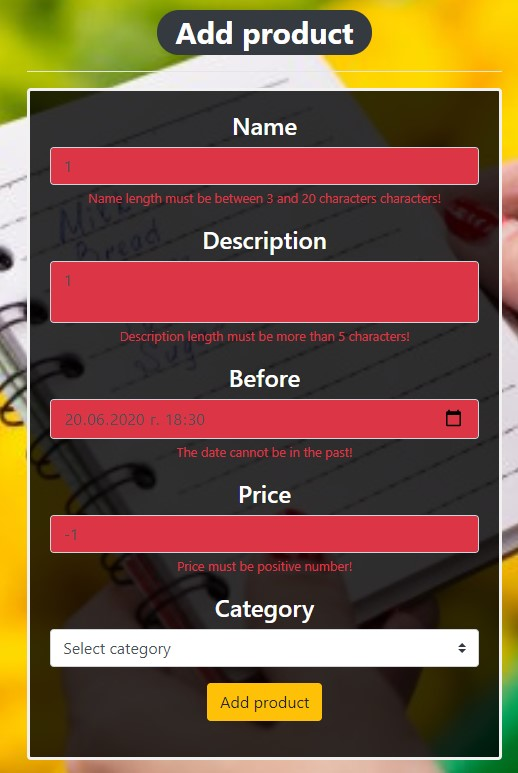 Add product
Name
1
Name length must be between 3 and 20 characters characters!
Description
1
Description length must be more than 5 characters!
Before
20.06.2020 г. 18:30
The date cannot be in the past!
Price
-1
Price must be positive number!
Category
Select category
Add product
Milk
Bread